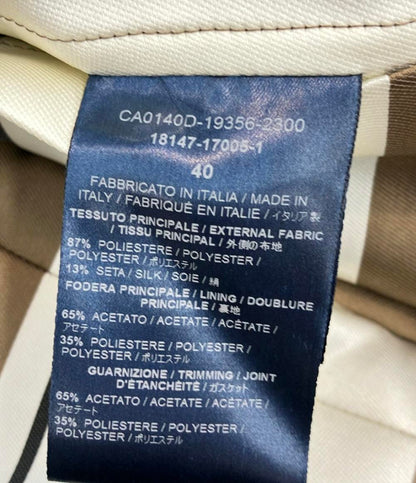 CA0140D-19356-2300
18147-17005-1
40
FABBRICATO IN ITALIA / MADE IN
ITALY / FABRIQUÉ EN ITALIE / イタリア製
TESSUTO PRINCIPALE / EXTERNAL FABRIC
/ TISSU PRINCIPAL / 外側の布地
87% POLIESTERE / POLYESTER /
POLYESTER / ポリエステル
13% SETA / SILK / SOIE / 絹
FODERA PRINCIPALE / LINING / DOUBLURE
PRINCIPALE / 裏地
65% ACETATO / ACETATE / ACÉTATE /
アセテート
35% POLIESTERE / POLYESTER /
POLYESTER / ポリエステル
GUARNIZIONE / TRIMMING / JOINT
D'ÉTANCHÉITÉ / ガスケット
65% ACETATO / ACETATE / ACÉTATE
/ アセテート
35% POLIESTERE / POLYESTER /
POLYESTER / ポリエステル